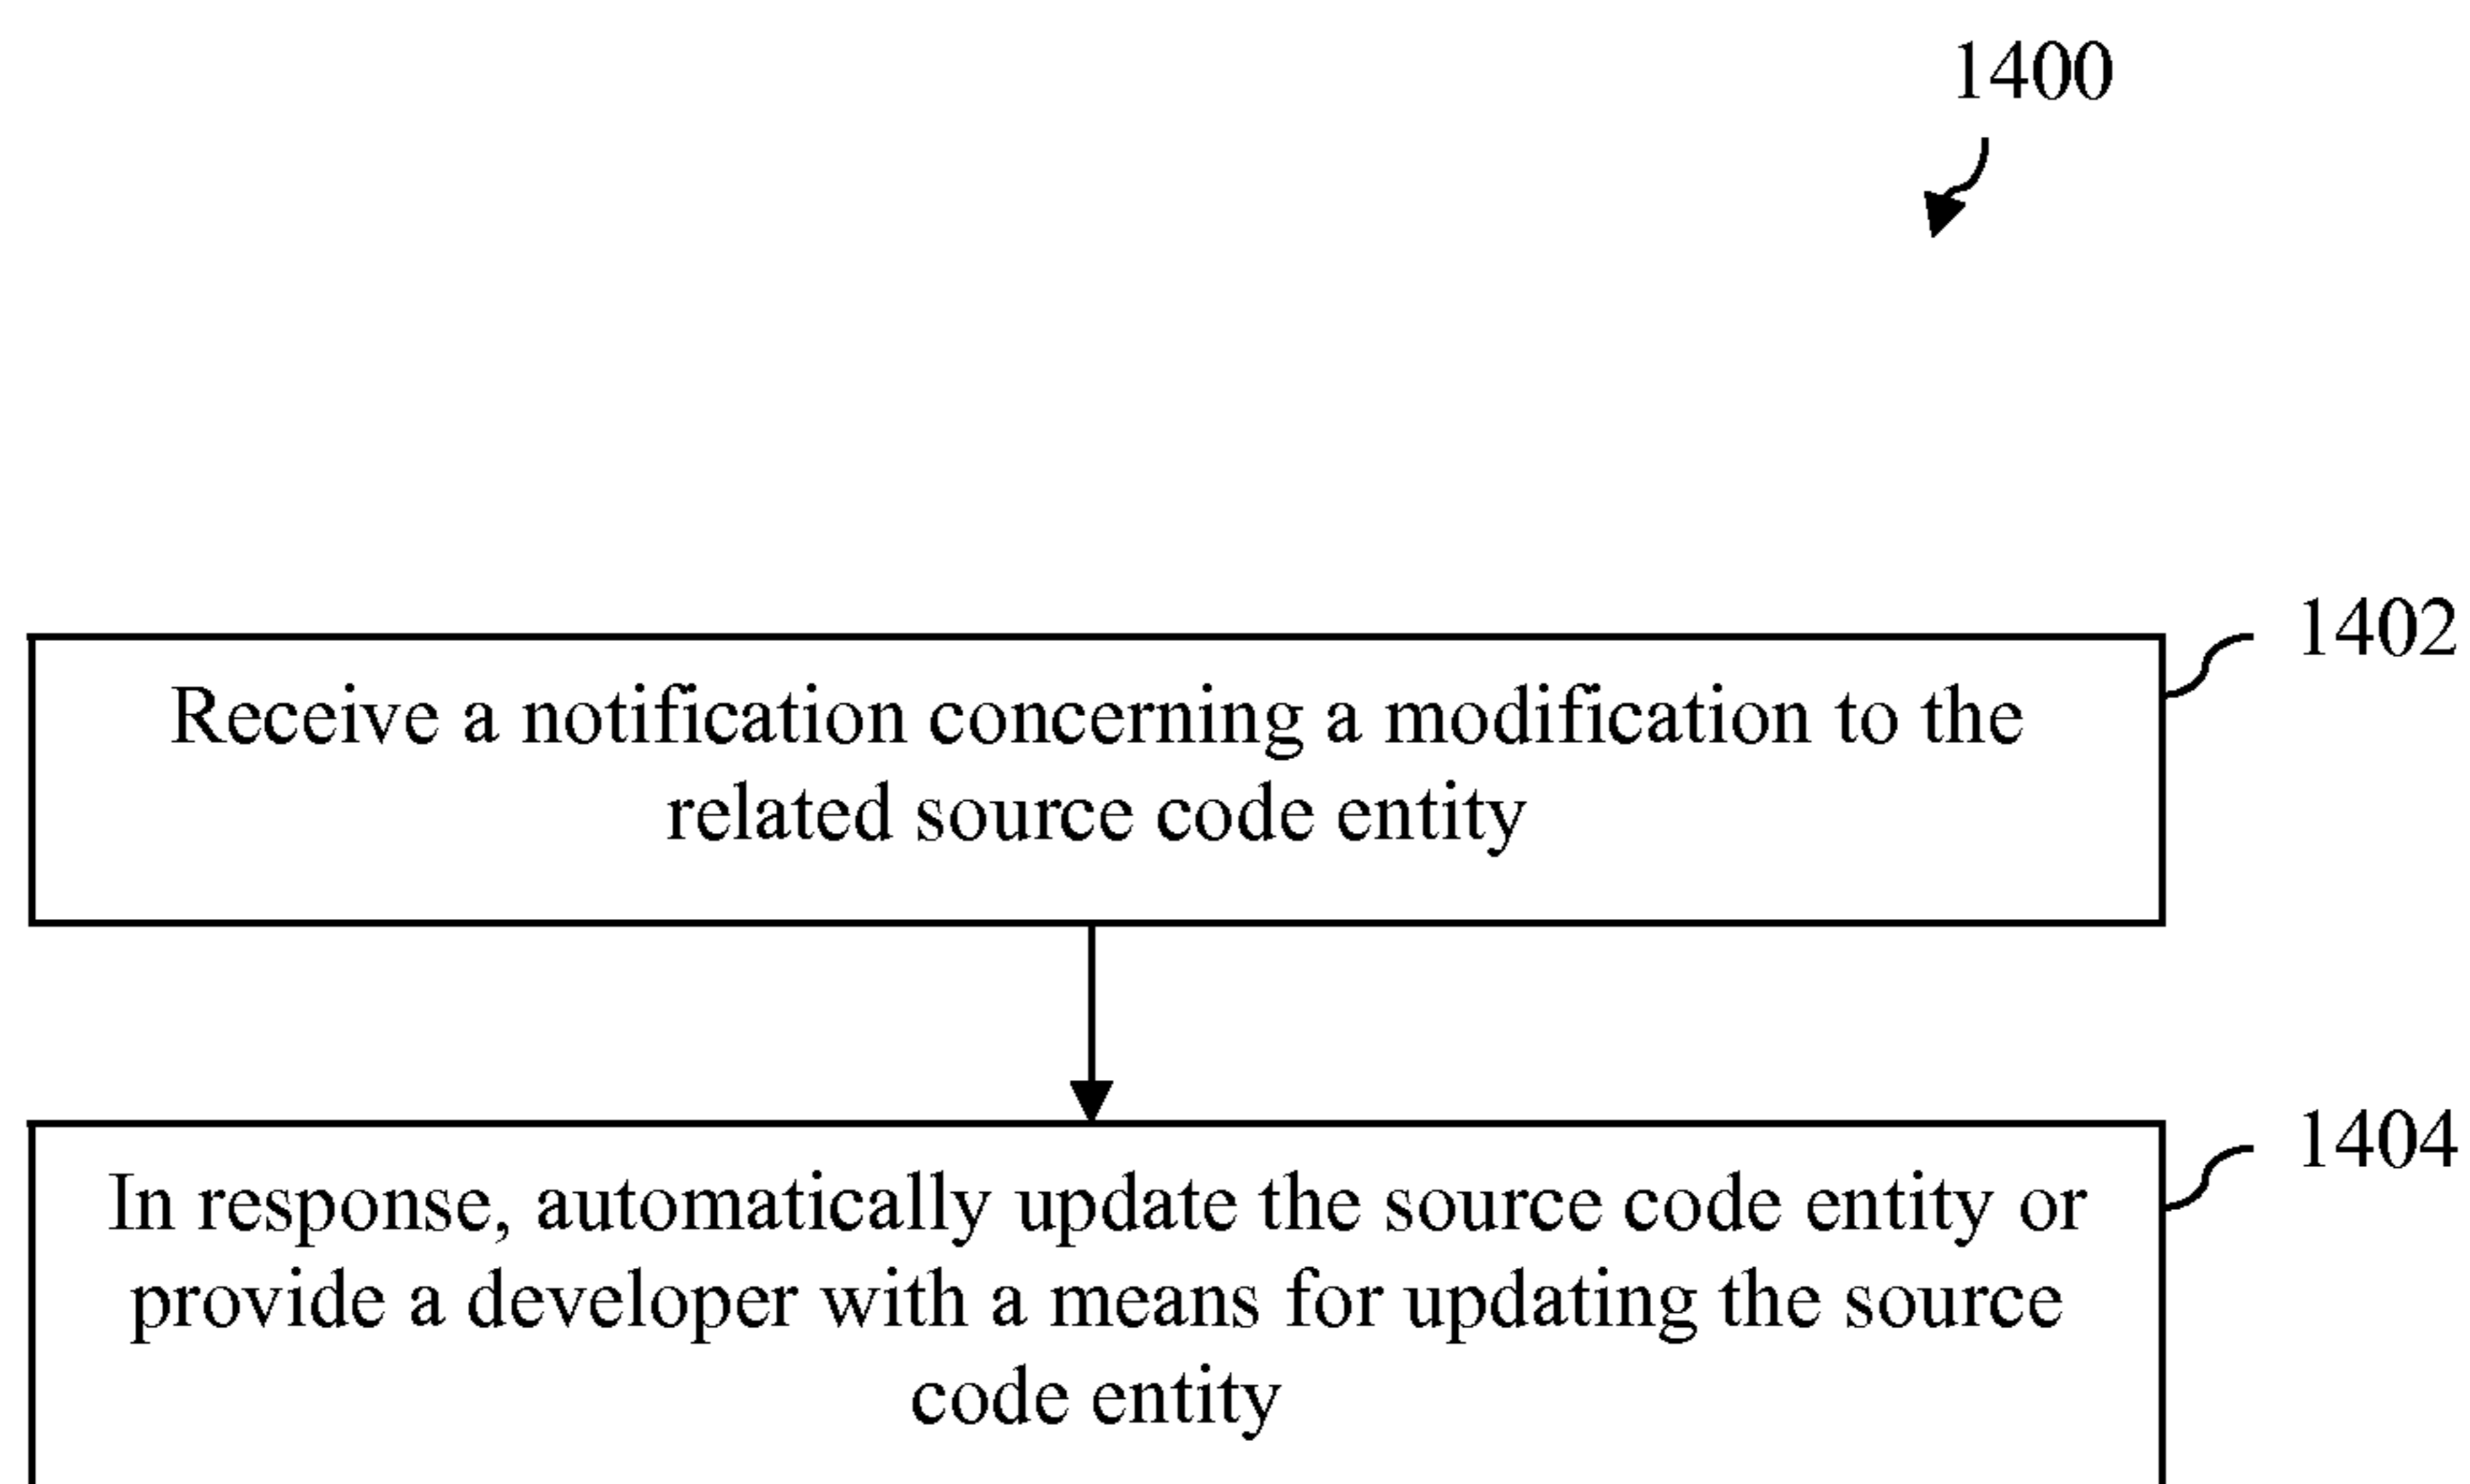 1400
1402
Receive a notification concerning a modification to the
related source code entity
1404
In response, automatically update the source code entity or
provide a developer with a means for updating the source
code entity